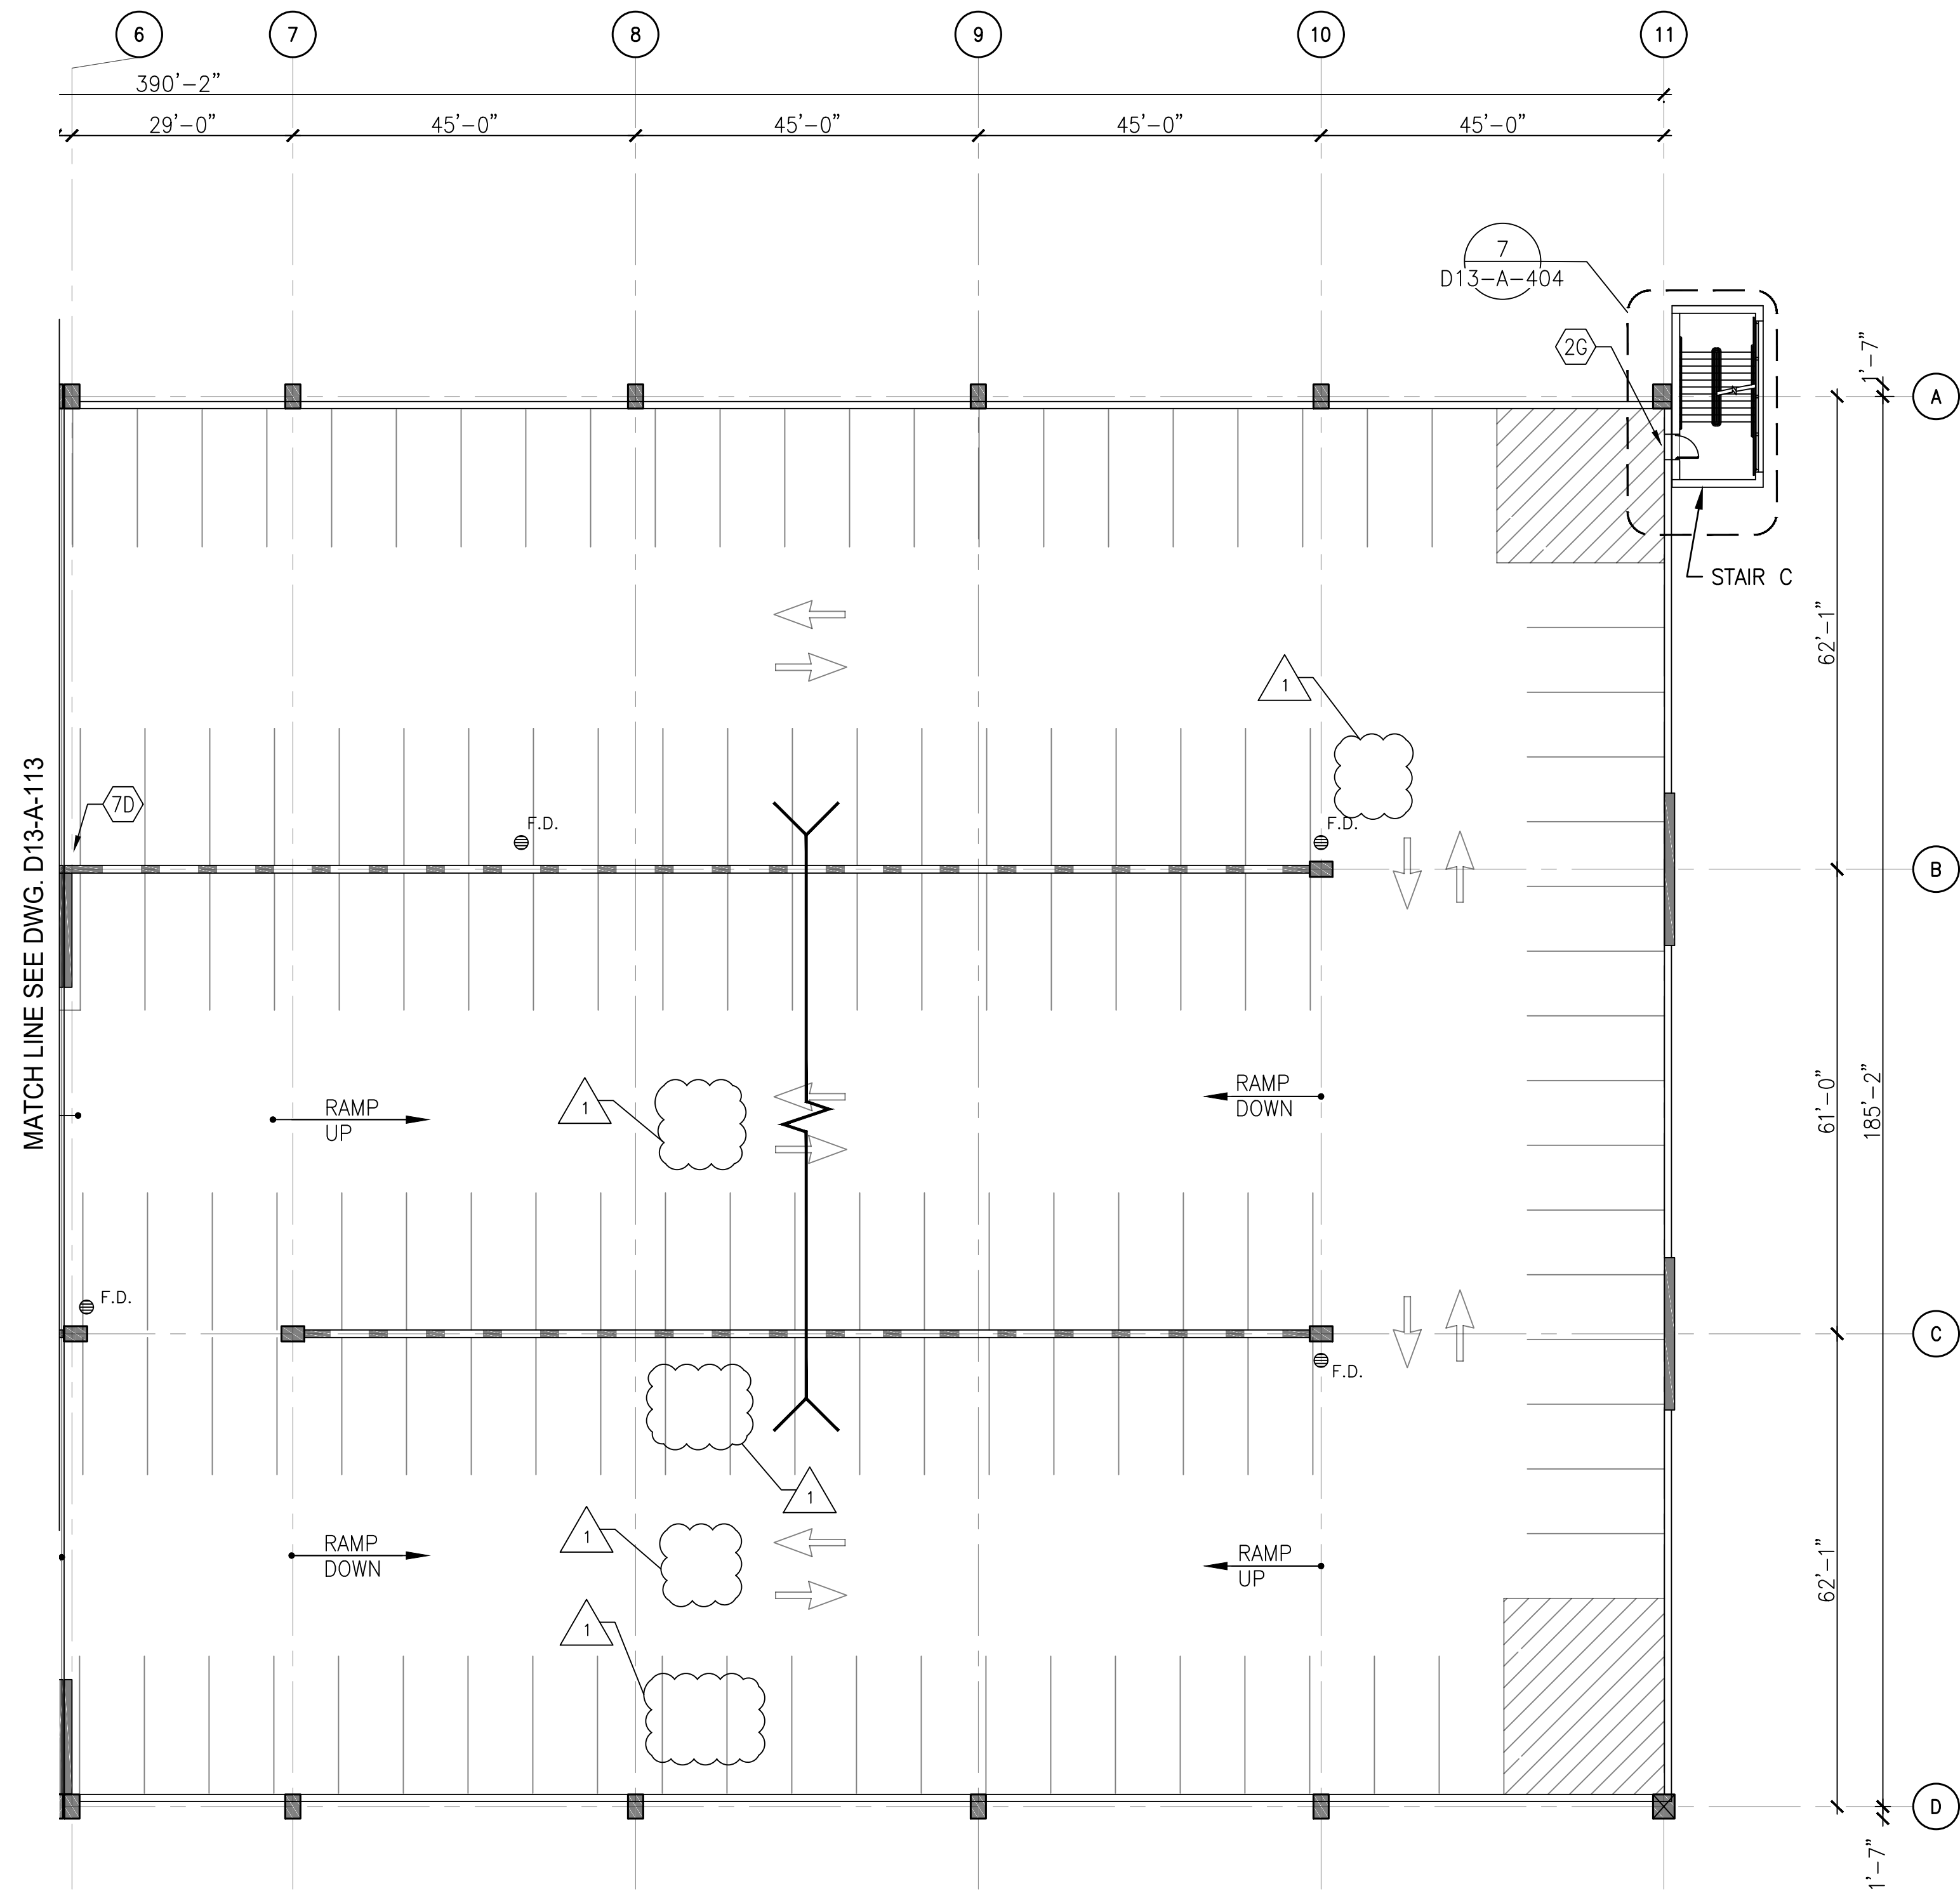 6
7
8
9
10
11
390'-2"
29'-0"
45'-0"
45'-0"
45'-0"
45'-0"
7
D13-A-404
2G
1'-7"
A
STAIR C
62'-1"
1
MATCH LINE SEE DWG. D13-A-113
7D
F.D.
F.D.
B
RAMP
UP
1
RAMP
DOWN
61'-0"
185'-2"
F.D.
C
F.D.
1
1
RAMP
DOWN
RAMP
UP
62'-1"
1
D
1'-7"